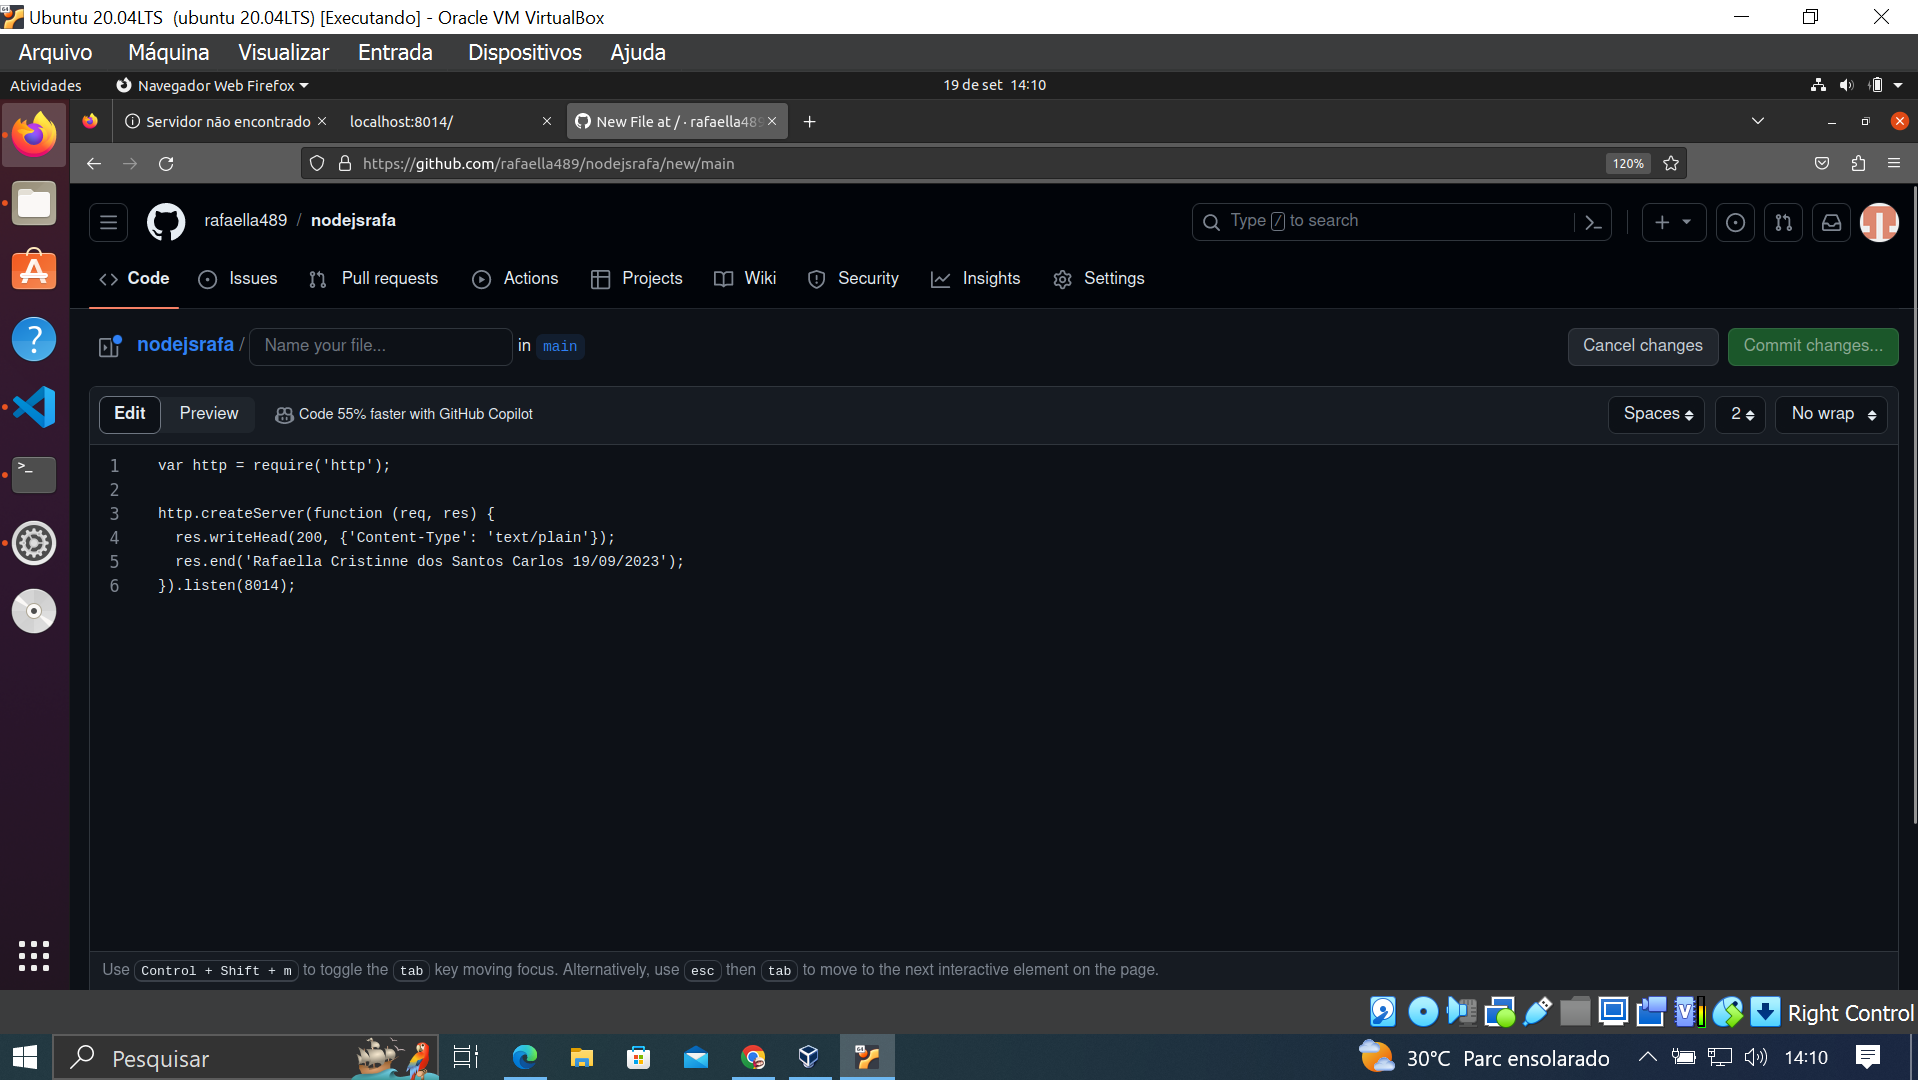 Ubuntu 20.04LTS (ubuntu 20.04LTS) [Executando] - Oracle VM VirtualBox
Arquivo Máquina Visualizar Entrada Dispositivos Ajuda
Atividades Navegador Web Firefox 19 de set 14:10
Servidor não encontrado localhost:8014/ New File at / · rafaella489
https://github.com/rafaella489/nodejsrafa/new/main 120%
rafaella489 / nodejsrafa Type / to search
Code Issues Pull requests Actions Projects Wiki Security Insights Settings
nodejsrafa / Name your file... in main Cancel changes Commit changes...
Edit Preview Code 55% faster with GitHub Copilot Spaces 2 No wrap
1 var http = require('http');
2
3 http.createServer(function (req, res) {
4 res.writeHead(200, {'Content-Type': 'text/plain'});
5 res.end('Rafaella Cristinne dos Santos Carlos 19/09/2023');
6 }).listen(8014);
Use Control + Shift + m to toggle the tab key moving focus. Alternatively, use esc then tab to move to the next interactive element on the page.
Right Control
Pesquisar 30°C Parc ensolarado 14:10